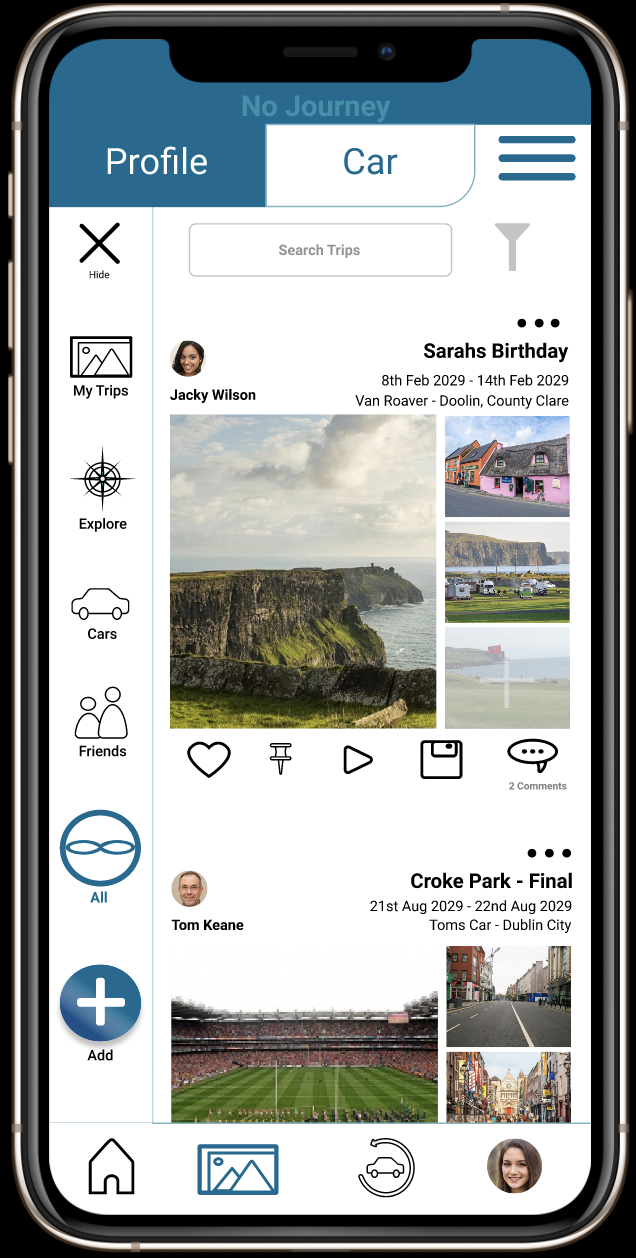 No Journey
Profile
Car
Hide
Search Trips
My Trips
Explore
Cars
Friends
All
Add
Sarahs Birthday
8th Feb 2029 - 14th Feb 2029
Jacky Wilson
Van Roaver - Doolin, County Clare
2 Comments
Croke Park - Final
21st Aug 2029 - 22nd Aug 2029
Tom Keane
Toms Car - Dublin City